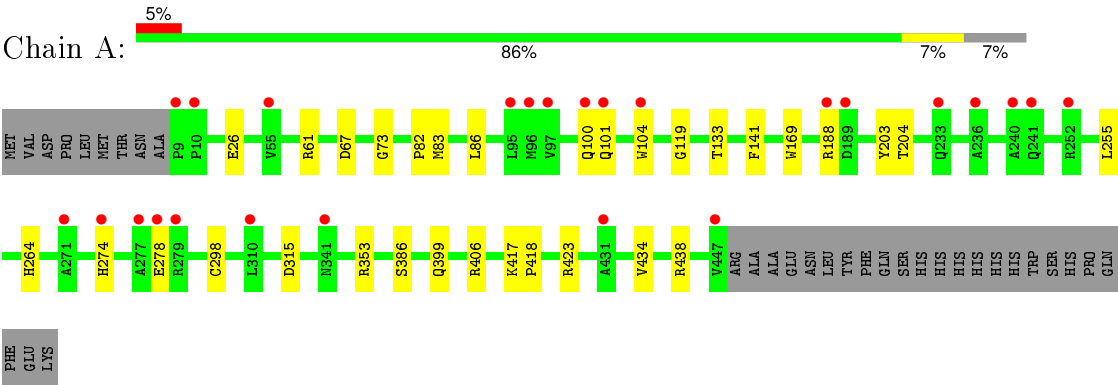 5%
Chain A:
86% 7% 7%
MET VAL ASP PRO LEU MET THR ASN ALA P9 P10 E26 V55 R61 D67 G73 P82 M83 L86 L95 M96 V97 Q100 Q101 W104 G119 T133 F141 W169 R188 D189 Y203 T204 Q233 A236 A240 Q241 R252 L255
H264 A271 H274 A277 E278 R279 C298 L310 D315 N341 R353 S386 Q399 R406 K417 P418 R423 A431 V434 R438 V447 ARG ALA ALA GLU ASN LEU TYR PHE GLN SER HIS HIS HIS HIS HIS HIS HIS TRP SER HIS PRO GLN
PHE GLU LYS